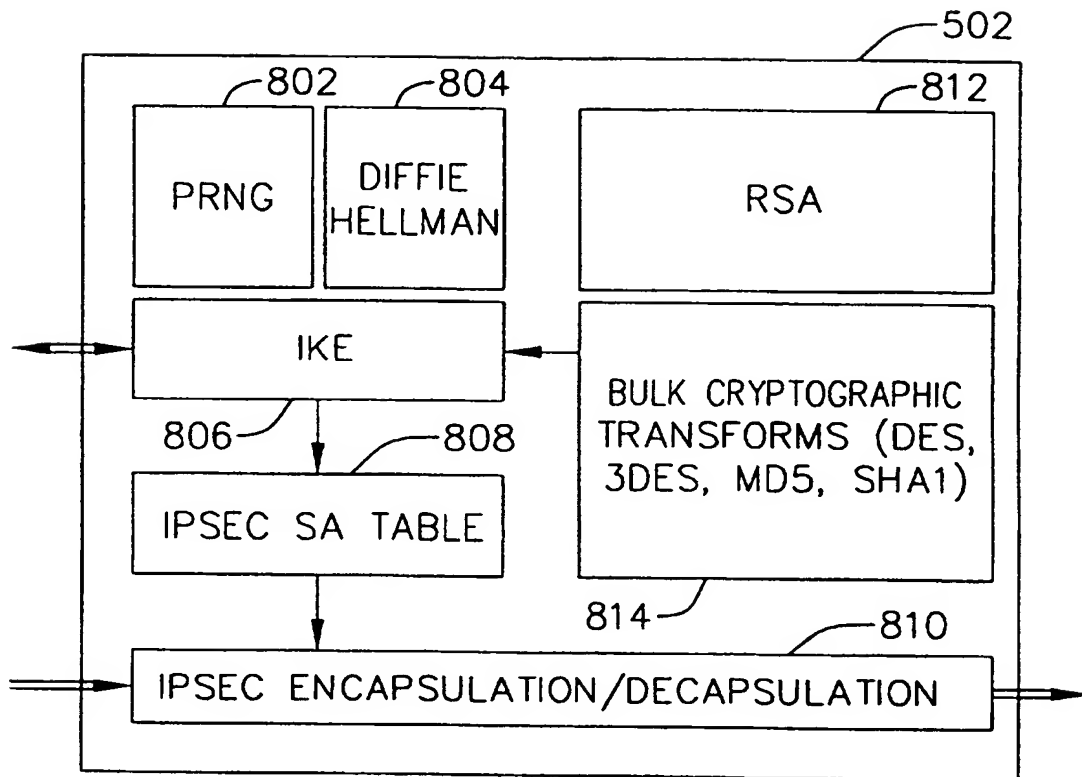 502
802
804
812
PRNG
DIFFIE
HELLMAN
RSA
IKE
806
808
BULK CRYPTOGRAPHIC
TRANSFORMS (DES,
3DES, MD5, SHA1)
IPSEC SA TABLE
814
810
IPSEC ENCAPSULATION/DECAPSULATION